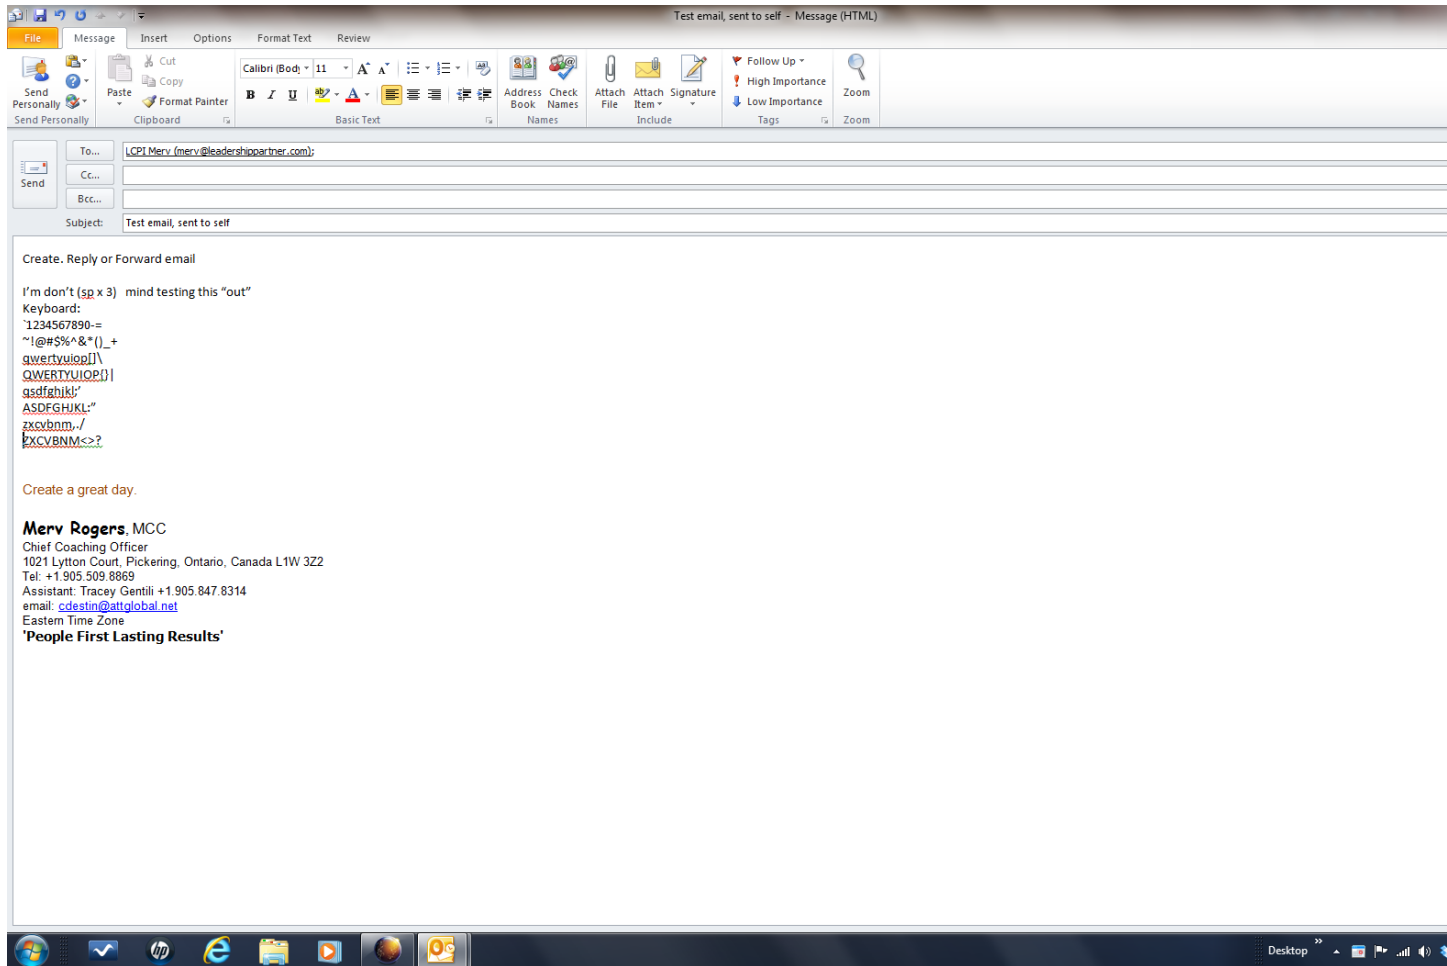 Test email, sent to self - Message (HTML)
File Message Insert Options Format Text Review
Send Personally
Paste
Cut
Copy
Format Painter
Calibri (Body 11
Address Book
Check Names
Attach File
Attach Item
Signature
Follow Up
High Importance
Low Importance
Zoom
Send Personally Clipboard Basic Text Names Include Tags Zoom
Send
To... LCPI Merv (merv@leadershippartner.com);
Cc...
Bcc...
Subject: Test email, sent to self
Create. Reply or Forward email
I'm don't (sp x 3) mind testing this “out”
Keyboard:
`1234567890-=
~!@#$%^&*()_+
qwertyuiop[]\
QWERTYUIOP{}|
qsdfghjkl;’
ASDFGHJKL:”
zxcvbnm,./
ZXCVBNM<>?
Create a great day.
Merv Rogers, MCC
Chief Coaching Officer
1021 Lytton Court, Pickering, Ontario, Canada L1W 3Z2
Tel: +1.905.509.8869
Assistant: Tracey Gentili +1.905.847.8314
email: cdestin@attglobal.net
Eastern Time Zone
'People First Lasting Results'
Desktop »